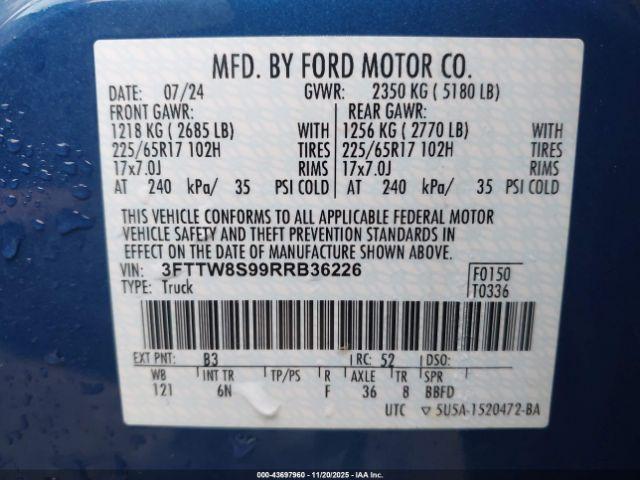 MFD. BY FORD MOTOR CO.
DATE: 07/24 GVWR: 2350 KG ( 5180 LB)
FRONT GAWR: REAR GAWR:
1218 KG ( 2685 LB) WITH 1256 KG ( 2770 LB) WITH
225/65R17 102H TIRES 225/65R17 102H TIRES
17x7.0J RIMS 17x7.0J RIMS
AT 240 kPa/ 35 PSI COLD AT 240 kPa/ 35 PSI COLD
THIS VEHICLE CONFORMS TO ALL APPLICABLE FEDERAL MOTOR
VEHICLE SAFETY AND THEFT PREVENTION STANDARDS IN
EFFECT ON THE DATE OF MANUFACTURE SHOWN ABOVE.
VIN: 3FTTW8S99RRB36226 F0150
TYPE: Truck T0336
EXT PNT: B3 RC: 52 DSO:
WB INT TR TP/PS R AXLE TR SPR
121 6N F 36 8 BBFD
UTC ▽ 5U5A-1520472-BA
000-43697960 - 11/20/2025 - IAA Inc.